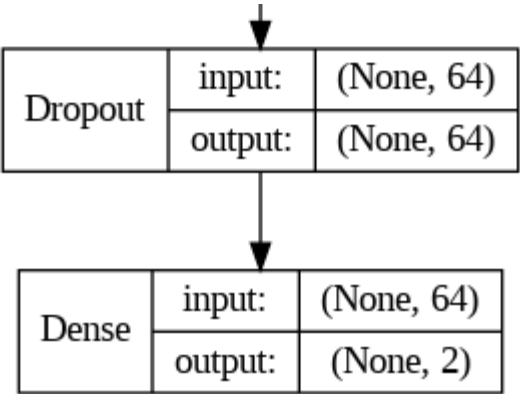 Dropout
input: (None, 64)
output: (None, 64)
Dense
input: (None, 64)
output: (None, 2)